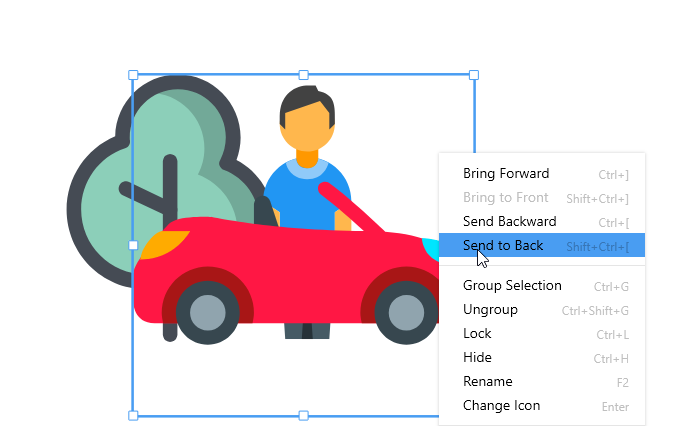 Bring Forward Ctrl+]
Bring to Front Shift+Ctrl+]
Send Backward Ctrl+[
Send to Back Shift+Ctrl+[
Group Selection Ctrl+G
Ungroup Ctrl+Shift+G
Lock Ctrl+L
Hide Ctrl+H
Rename F2
Change Icon Enter